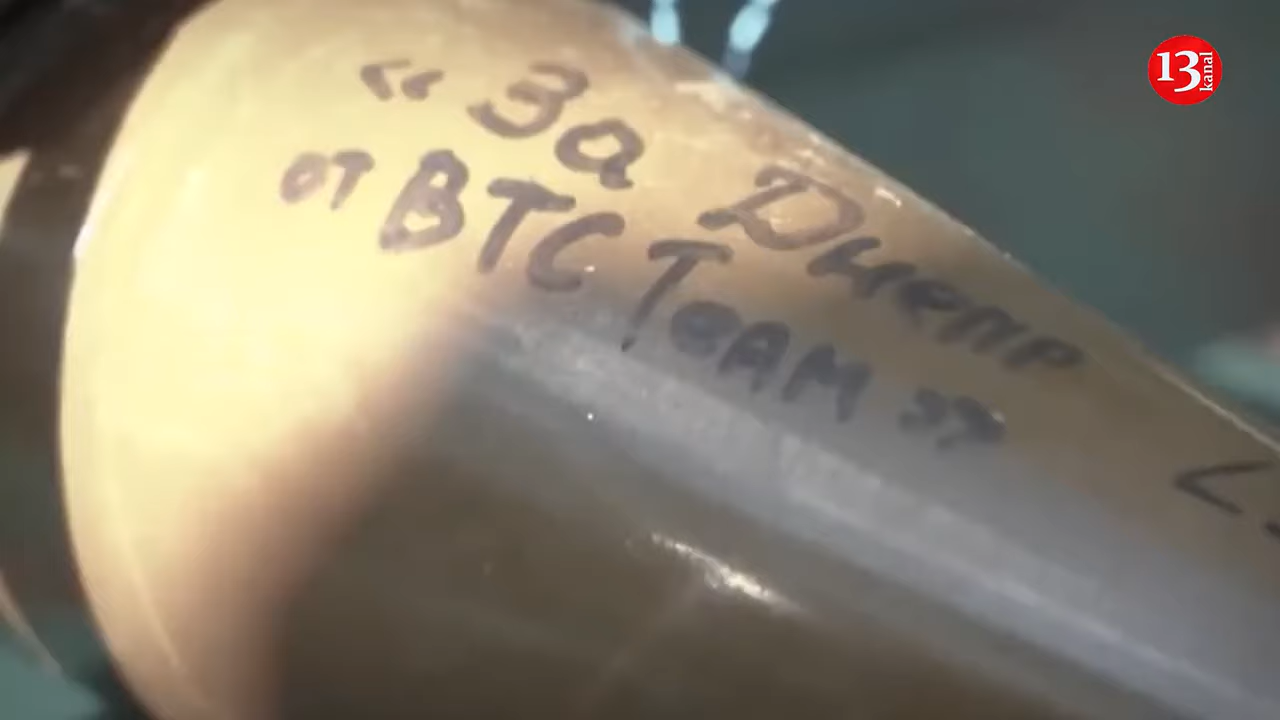 « За Днепр
от BTC Team »
13 kanal